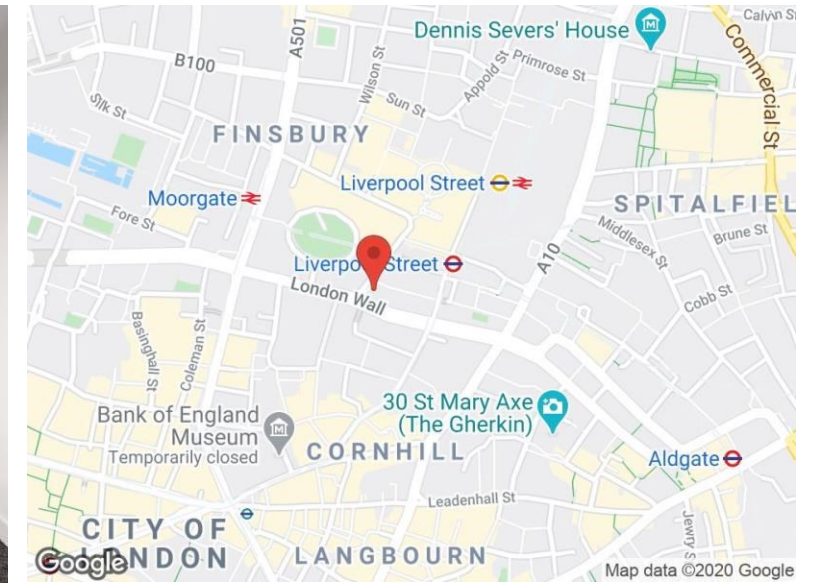 Calvin St
Dennis Severs' House
Commercial St
A501
B100
Wilson St
Appold St
Primrose St
Silk St
Sun St
FINSBURY
Liverpool Street
Moorgate
SPITALFIEL
Fore St
Middlesex St
Brune St
A10
Liverpool Street
London Wall
Cobb St
Basinghall St
Coleman St
30 St Mary Axe
(The Gherkin)
Bank of England
Museum
Temporarily closed
CORNHILL
Aldgate
Leadenhall St
Jewry S
CITY OF
LONDON
LANGBOURN
Google
Map data ©2020 Google